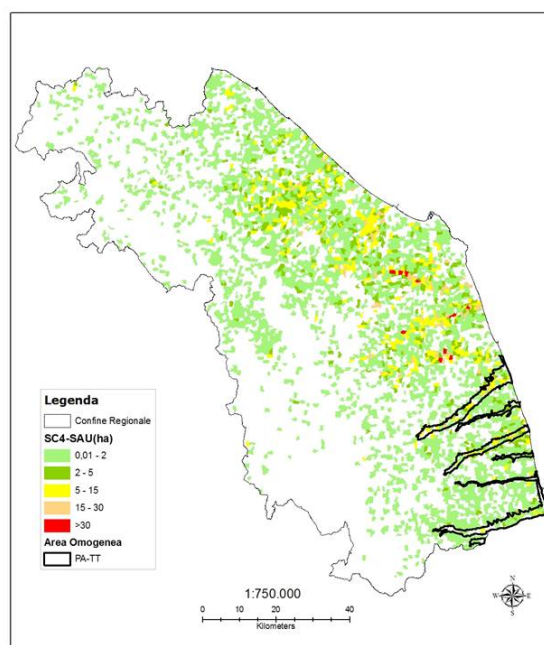 Legenda
Confine Regionale
SC4-SAU(ha)
0,01 - 2
2 - 5
5 - 15
15 - 30
>30
Area Omogenea
PA-TT
1:750.000
0 10 20 40
Kilometers
N
W E
S